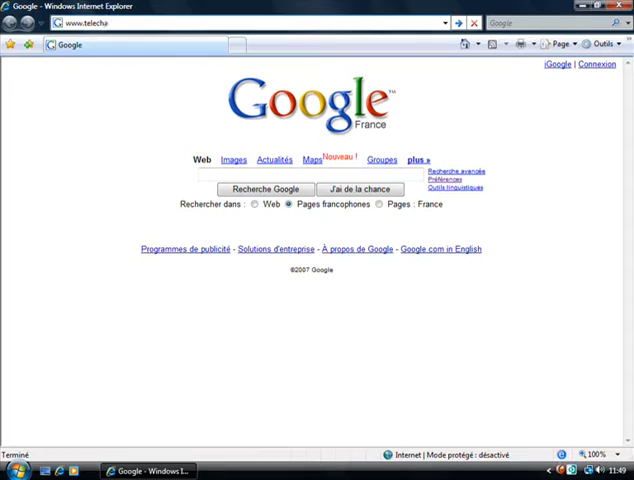 Google - Windows Internet Explorer
www.telecha
Google
Google
Page
Outils
iGoogle | Connexion
Google™
France
Web Images Actualités Maps Nouveau ! Groupes plus »
Recherche avancée
Préférences
Outils linguistiques
Recherche Google J'ai de la chance
Rechercher dans : Web Pages francophones Pages : France
Programmes de publicité - Solutions d'entreprise - À propos de Google - Google.com in English
©2007 Google
Terminé
Internet | Mode protégé : désactivé
100%
Google - Windows I...
11:49